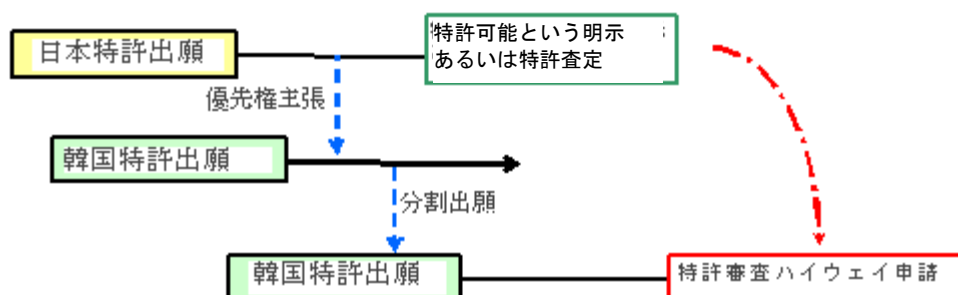 特許可能という明示
日本特許出願
あるいは特許査定
優先権主張
韓国特許出願
分割出願
韓国特許出願
特許審査ハイウェイ申請